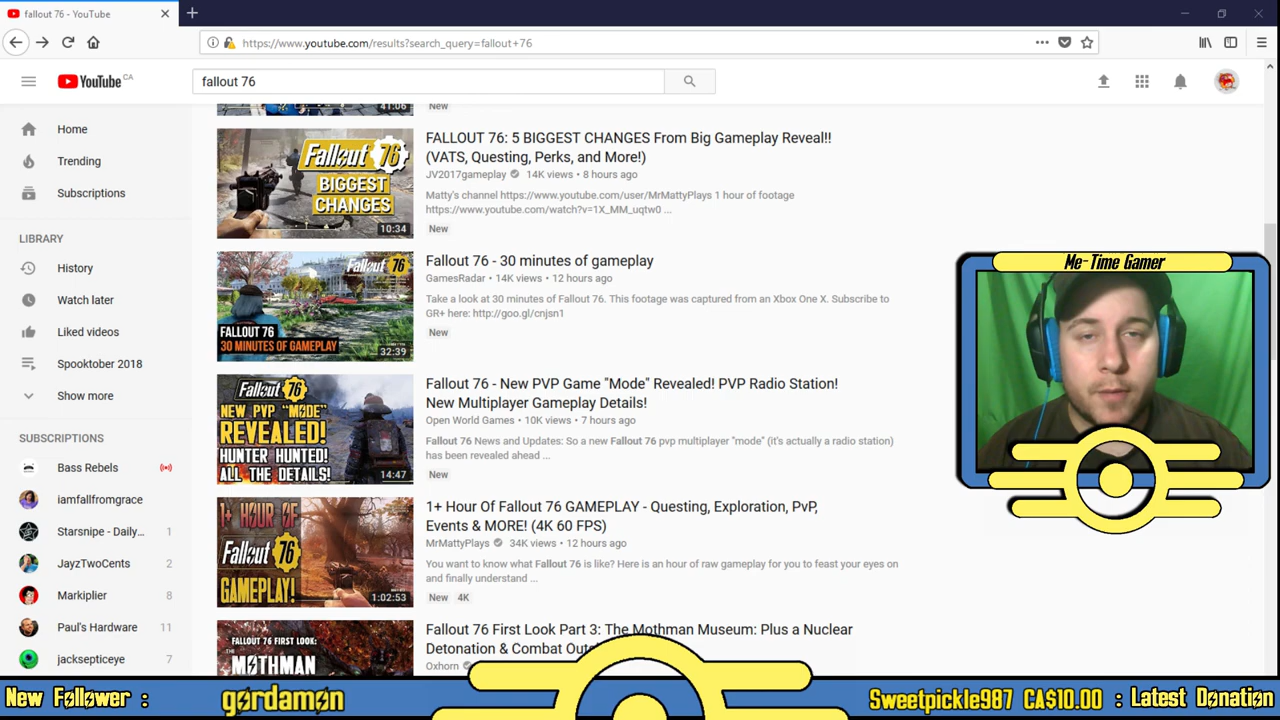 fallout 76 - YouTube
https://www.youtube.com/results?search_query=fallout+76
YouTube CA
fallout 76
41:06
New
Home
Trending
Subscriptions
LIBRARY
History
Watch later
Liked videos
Spooktober 2018
Show more
SUBSCRIPTIONS
Bass Rebels
iamfallfromgrace
Starsnipe - Daily... 1
JayzTwoCents 2
Markiplier 8
Paul's Hardware 11
jacksepticeye 7
Fallout 76
BIGGEST
CHANGES
10:34
FALLOUT 76: 5 BIGGEST CHANGES From Big Gameplay Reveal!!
(VATS, Questing, Perks, and More!)
JV2017gameplay 14K views • 8 hours ago
Matty's channel https://www.youtube.com/user/MrMattyPlays 1 hour of footage
https://www.youtube.com/watch?v=1X_MM_uqtw0 ...
New
Fallout 76
FALLOUT 76
30 MINUTES OF GAMEPLAY
32:39
Fallout 76 - 30 minutes of gameplay
GamesRadar • 14K views • 12 hours ago
Take a look at 30 minutes of Fallout 76. This footage was captured from an Xbox One X. Subscribe to
GR+ here: http://goo.gl/cnjsn1
New
Fallout 76
NEW PVP "MODE"
REVEALED!
HUNTER HUNTED!
ALL THE DETAILS!
14:47
Fallout 76 - New PVP Game "Mode" Revealed! PVP Radio Station!
New Multiplayer Gameplay Details!
Open World Games • 10K views • 7 hours ago
Fallout 76 News and Updates: So a new Fallout 76 pvp multiplayer "mode" (it's actually a radio station)
has been revealed ahead ...
New
1+ HOUR OF
Fallout 76
GAMEPLAY!
1:02:53
1+ Hour Of Fallout 76 GAMEPLAY - Questing, Exploration, PvP,
Events & MORE! (4K 60 FPS)
MrMattyPlays 34K views • 12 hours ago
You want to know what Fallout 76 is like? Here is an hour of raw gameplay for you to feast your eyes on
and finally understand ...
New 4K
FALLOUT 76 FIRST LOOK:
THE
MOTHMAN
Fallout 76 First Look Part 3: The Mothman Museum: Plus a Nuclear
Detonation & Combat
Oxhorn
Me-Time Gamer
New Follower :
gordamon
Sweetpickle987 CA$10.00 : Latest Donation